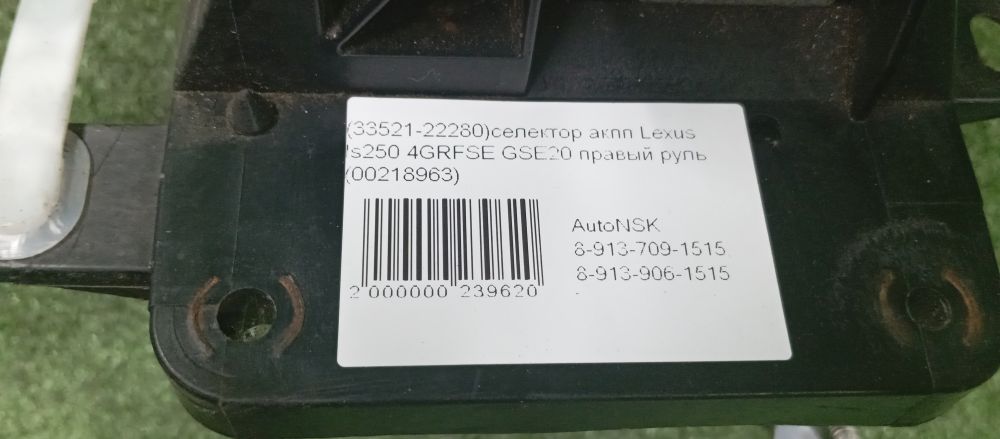 (33521-22280)селектор акпп Lexus
Is250 4GRFSE GSE20 правый руль
(00218963)
AutoNSK
8-913-709-1515
8-913-906-1515
2 000000 239620